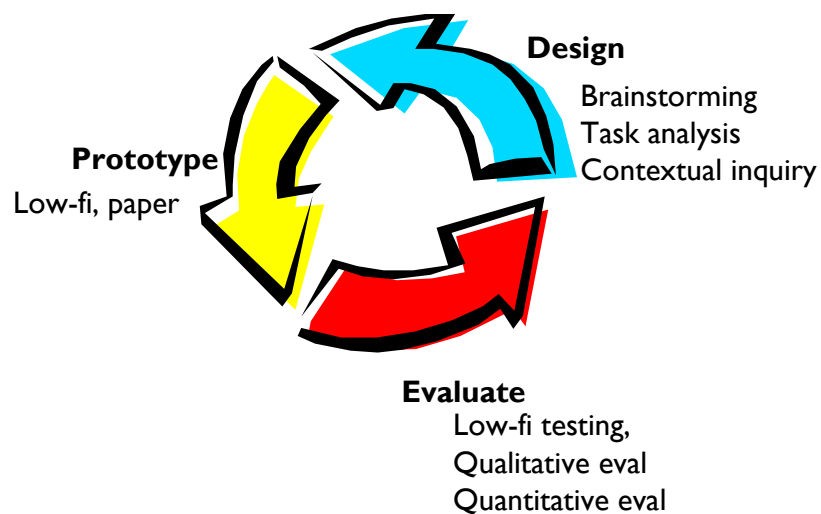 Design
Brainstorming
Task analysis
Contextual inquiry
Prototype
Low-fi, paper
Evaluate
Low-fi testing,
Qualitative eval
Quantitative eval